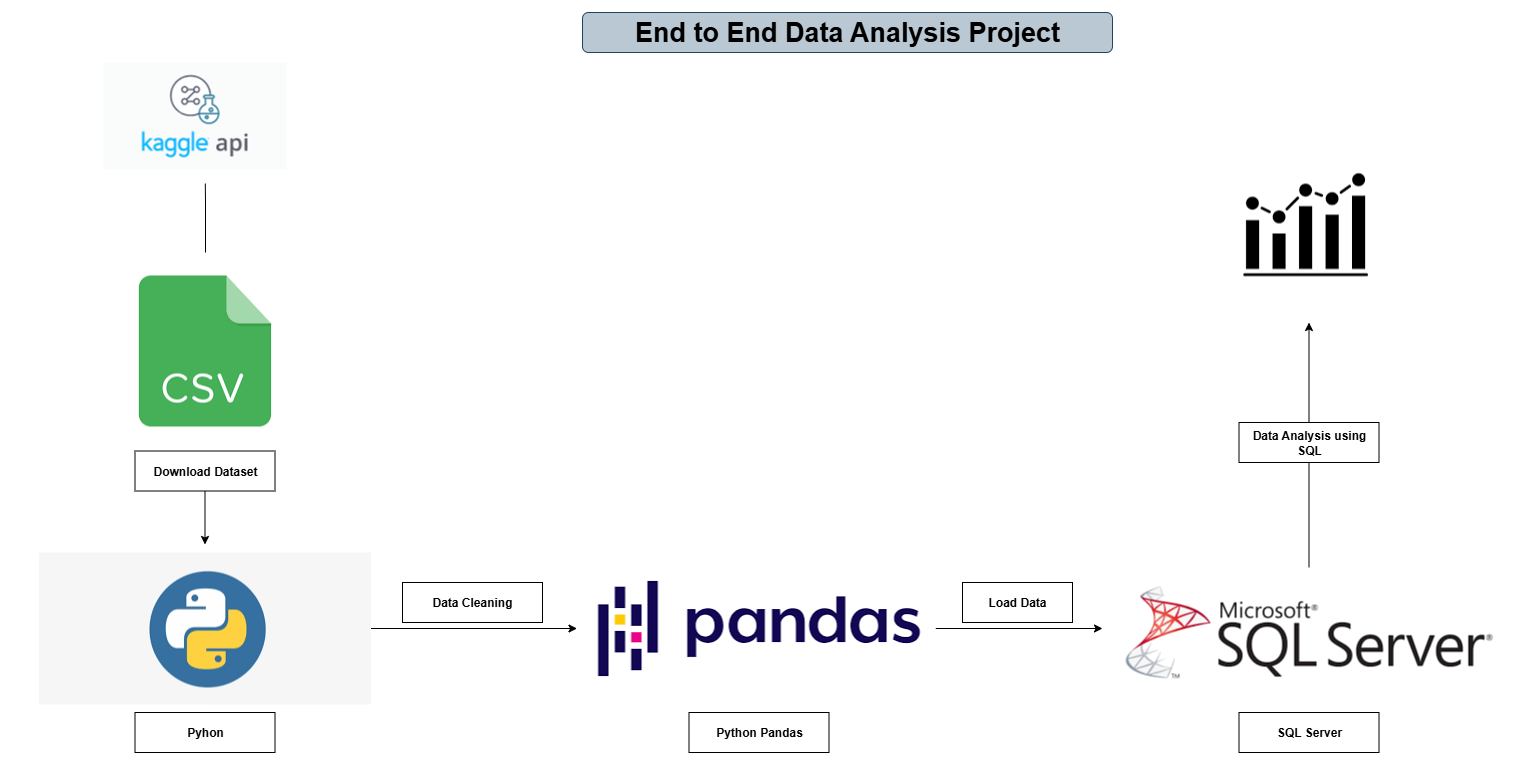 End to End Data Analysis Project
kaggle api
CSV
Download Dataset
Pyhon
Data Cleaning
pandas
Python Pandas
Load Data
Microsoft®
SQL Server®
TM
SQL Server
Data Analysis using
SQL